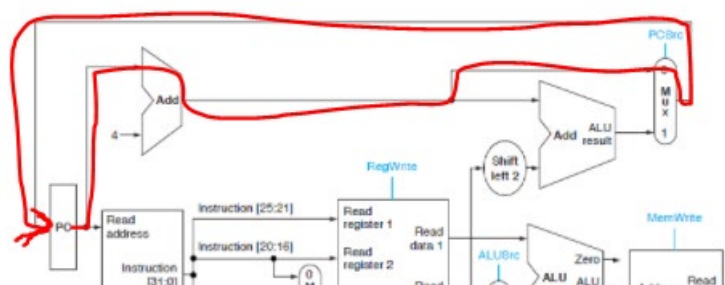 PCSrc
0
M
u
x
1
Add
4
Add
ALU
result
Shift
left 2
RegWrite
PC
Read
address
Instruction
[31:0]
Instruction [25:21]
Instruction [20:16]
0
M
Read
register 1
Read
register 2
Read
data 1
Read
ALUSrc
Zero
ALU
ALU
MemWrite
Read